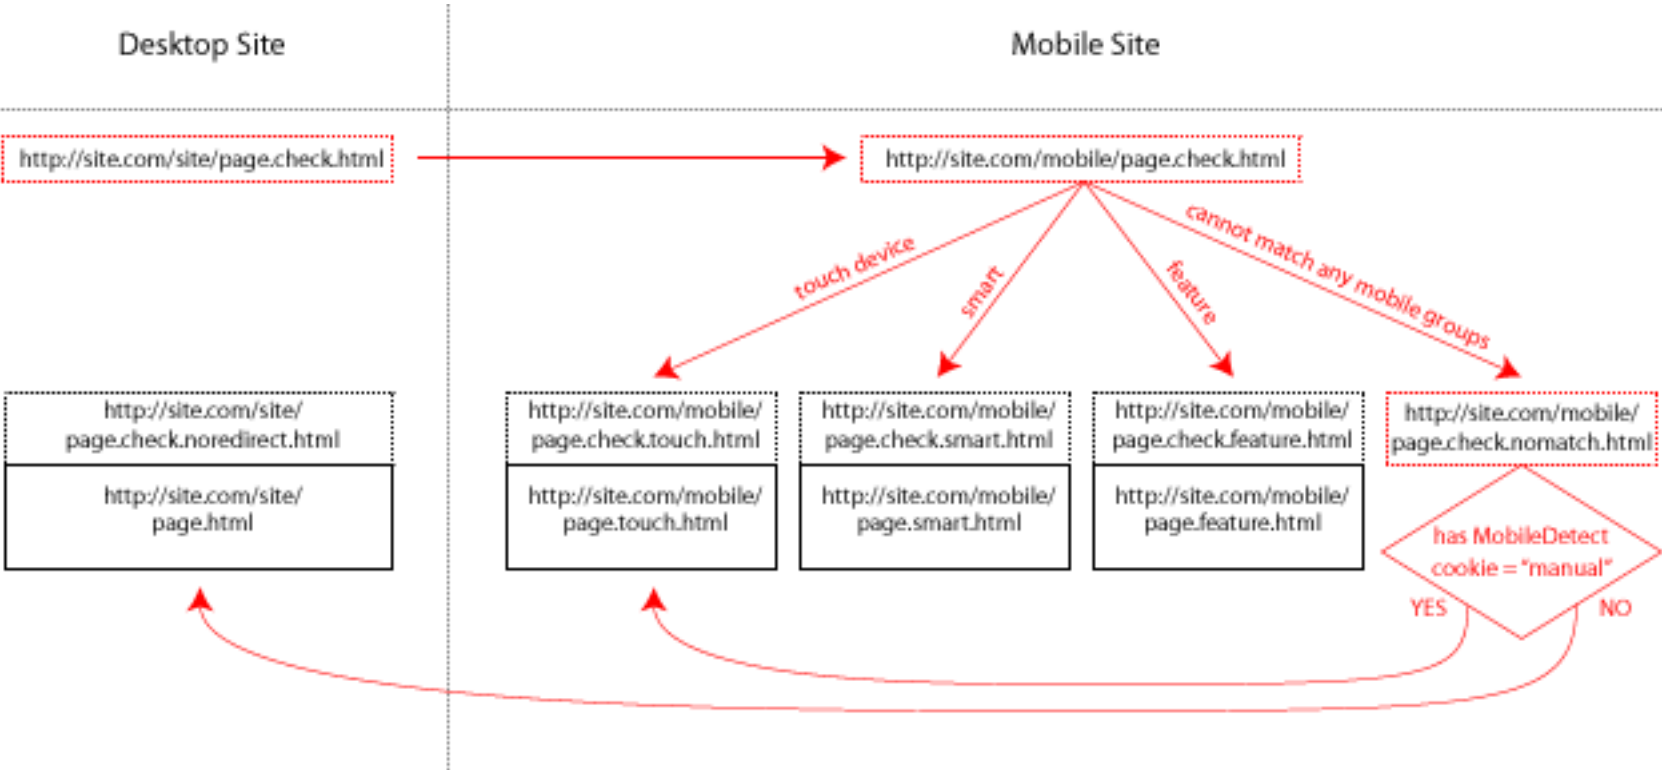 Desktop Site
Mobile Site
http://site.com/site/page.check.html
http://site.com/mobile/page.check.html
touch device
smart
feature
cannot match any mobile groups
http://site.com/site/
page.check.noredirect.html
http://site.com/site/
page.html
http://site.com/mobile/
page.check.touch.html
http://site.com/mobile/
page.touch.html
http://site.com/mobile/
page.check.smart.html
http://site.com/mobile/
page.smart.html
http://site.com/mobile/
page.check.feature.html
http://site.com/mobile/
page.feature.html
http://site.com/mobile/
page.check.nomatch.html
has MobileDetect
cookie = “manual”
YES
NO